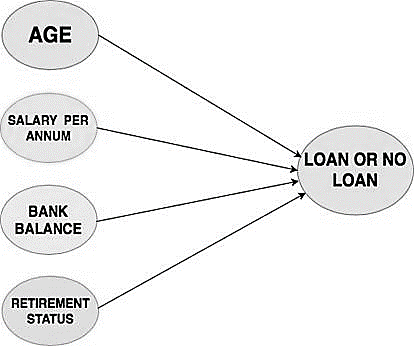 AGE
SALARY PER
ANNUM
BANK
BALANCE
RETIREMENT
STATUS
LOAN OR NO
LOAN